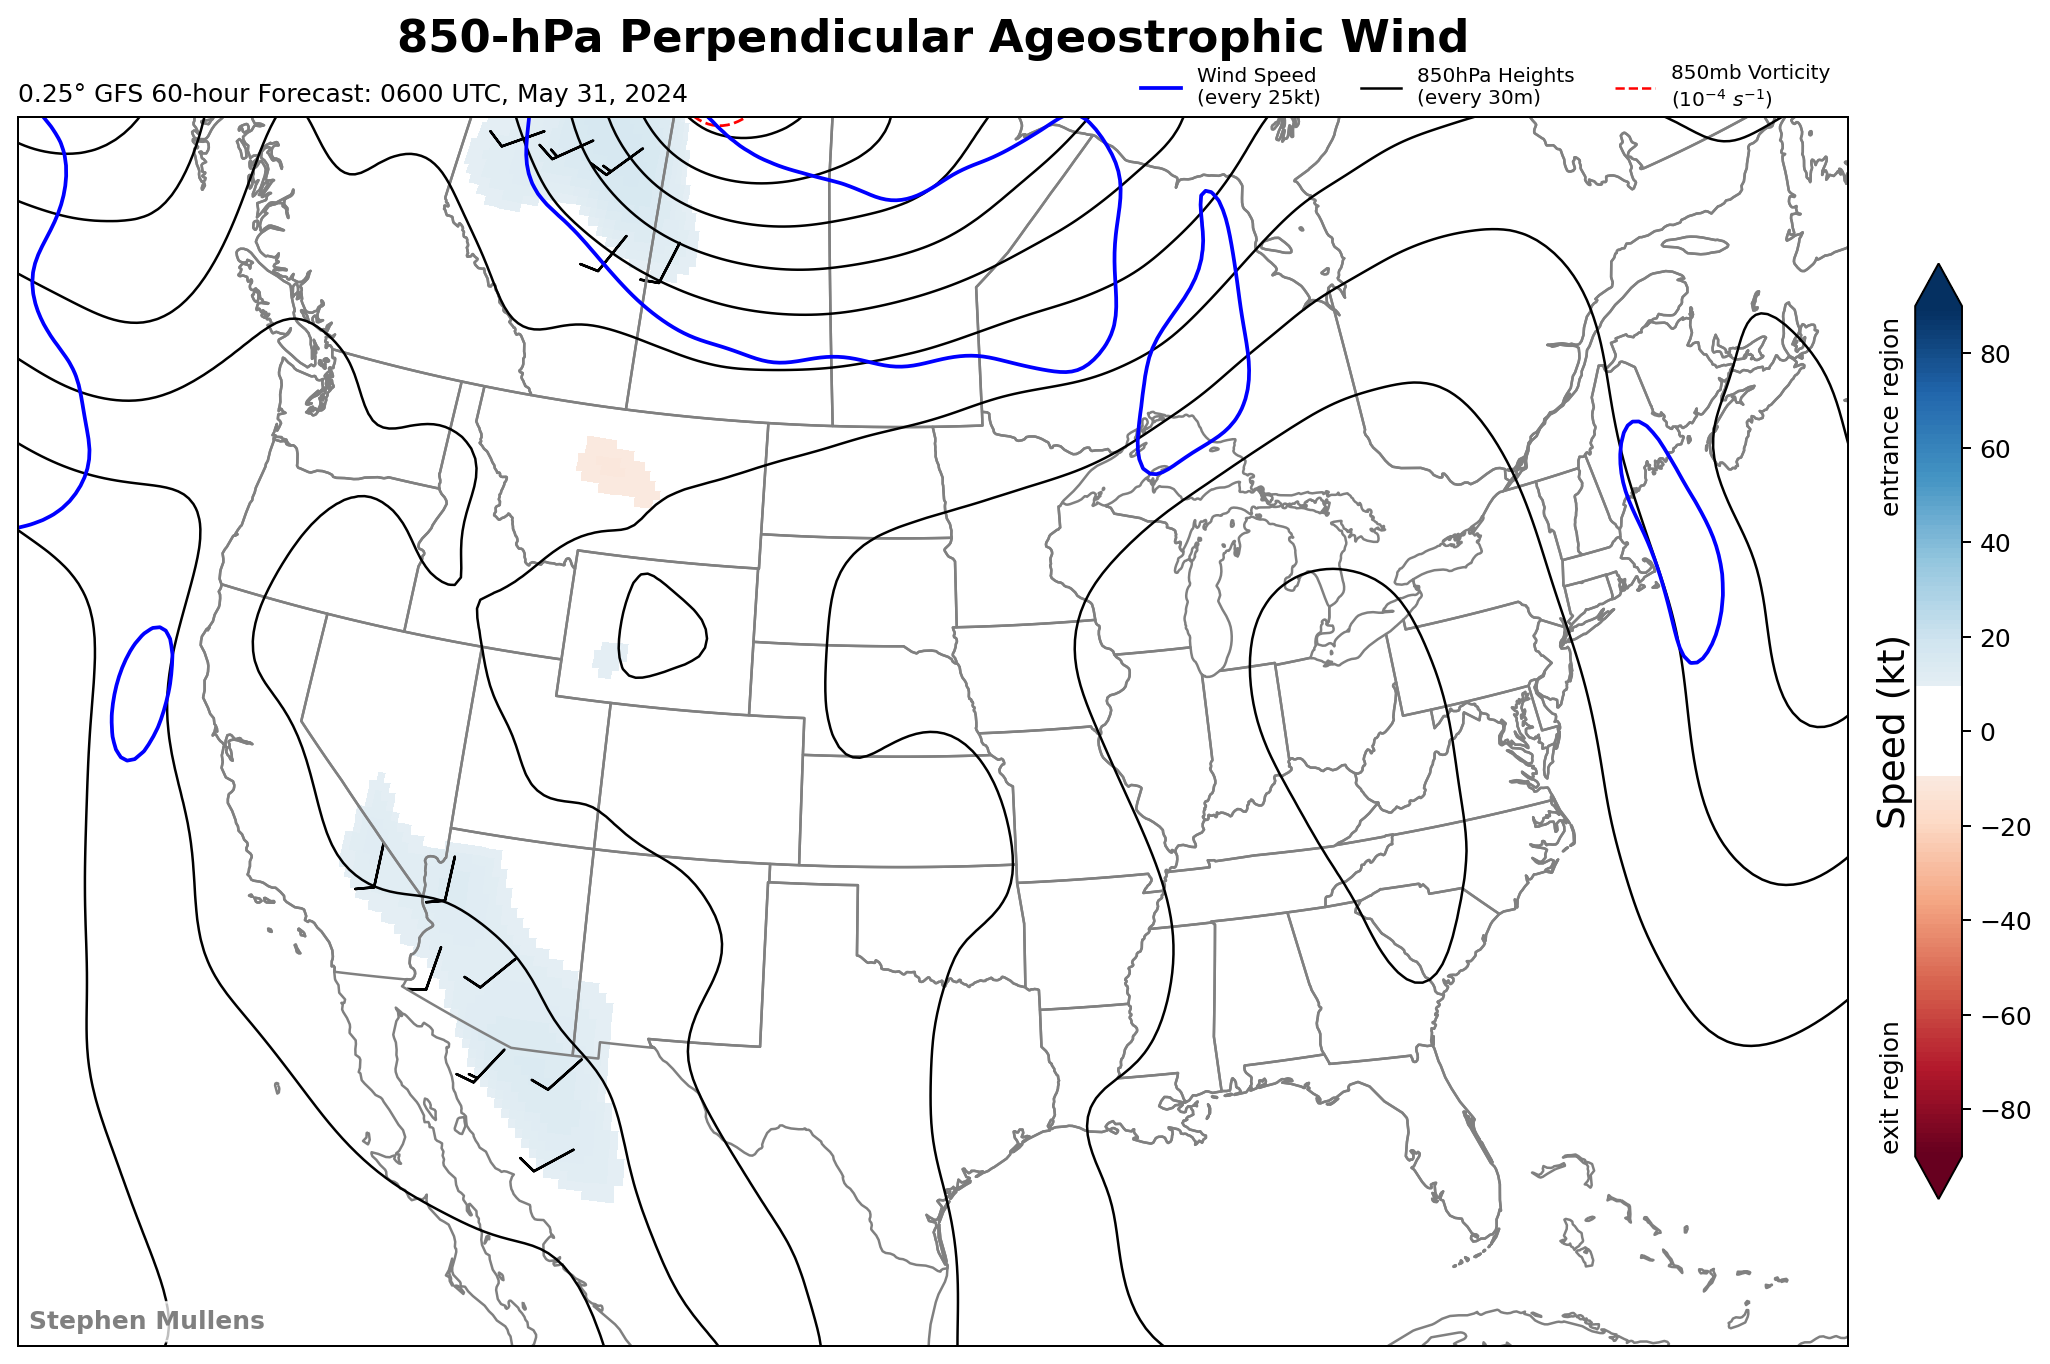 850-hPa Perpendicular Ageostrophic Wind
0.25° GFS 60-hour Forecast: 0600 UTC, May 31, 2024
Wind Speed
(every 25kt)
850hPa Heights
(every 30m)
850mb Vorticity
(10⁻⁴ s⁻¹)
entrance region
Speed (kt)
exit region
80
60
40
20
0
−20
−40
−60
−80
Stephen Mullens